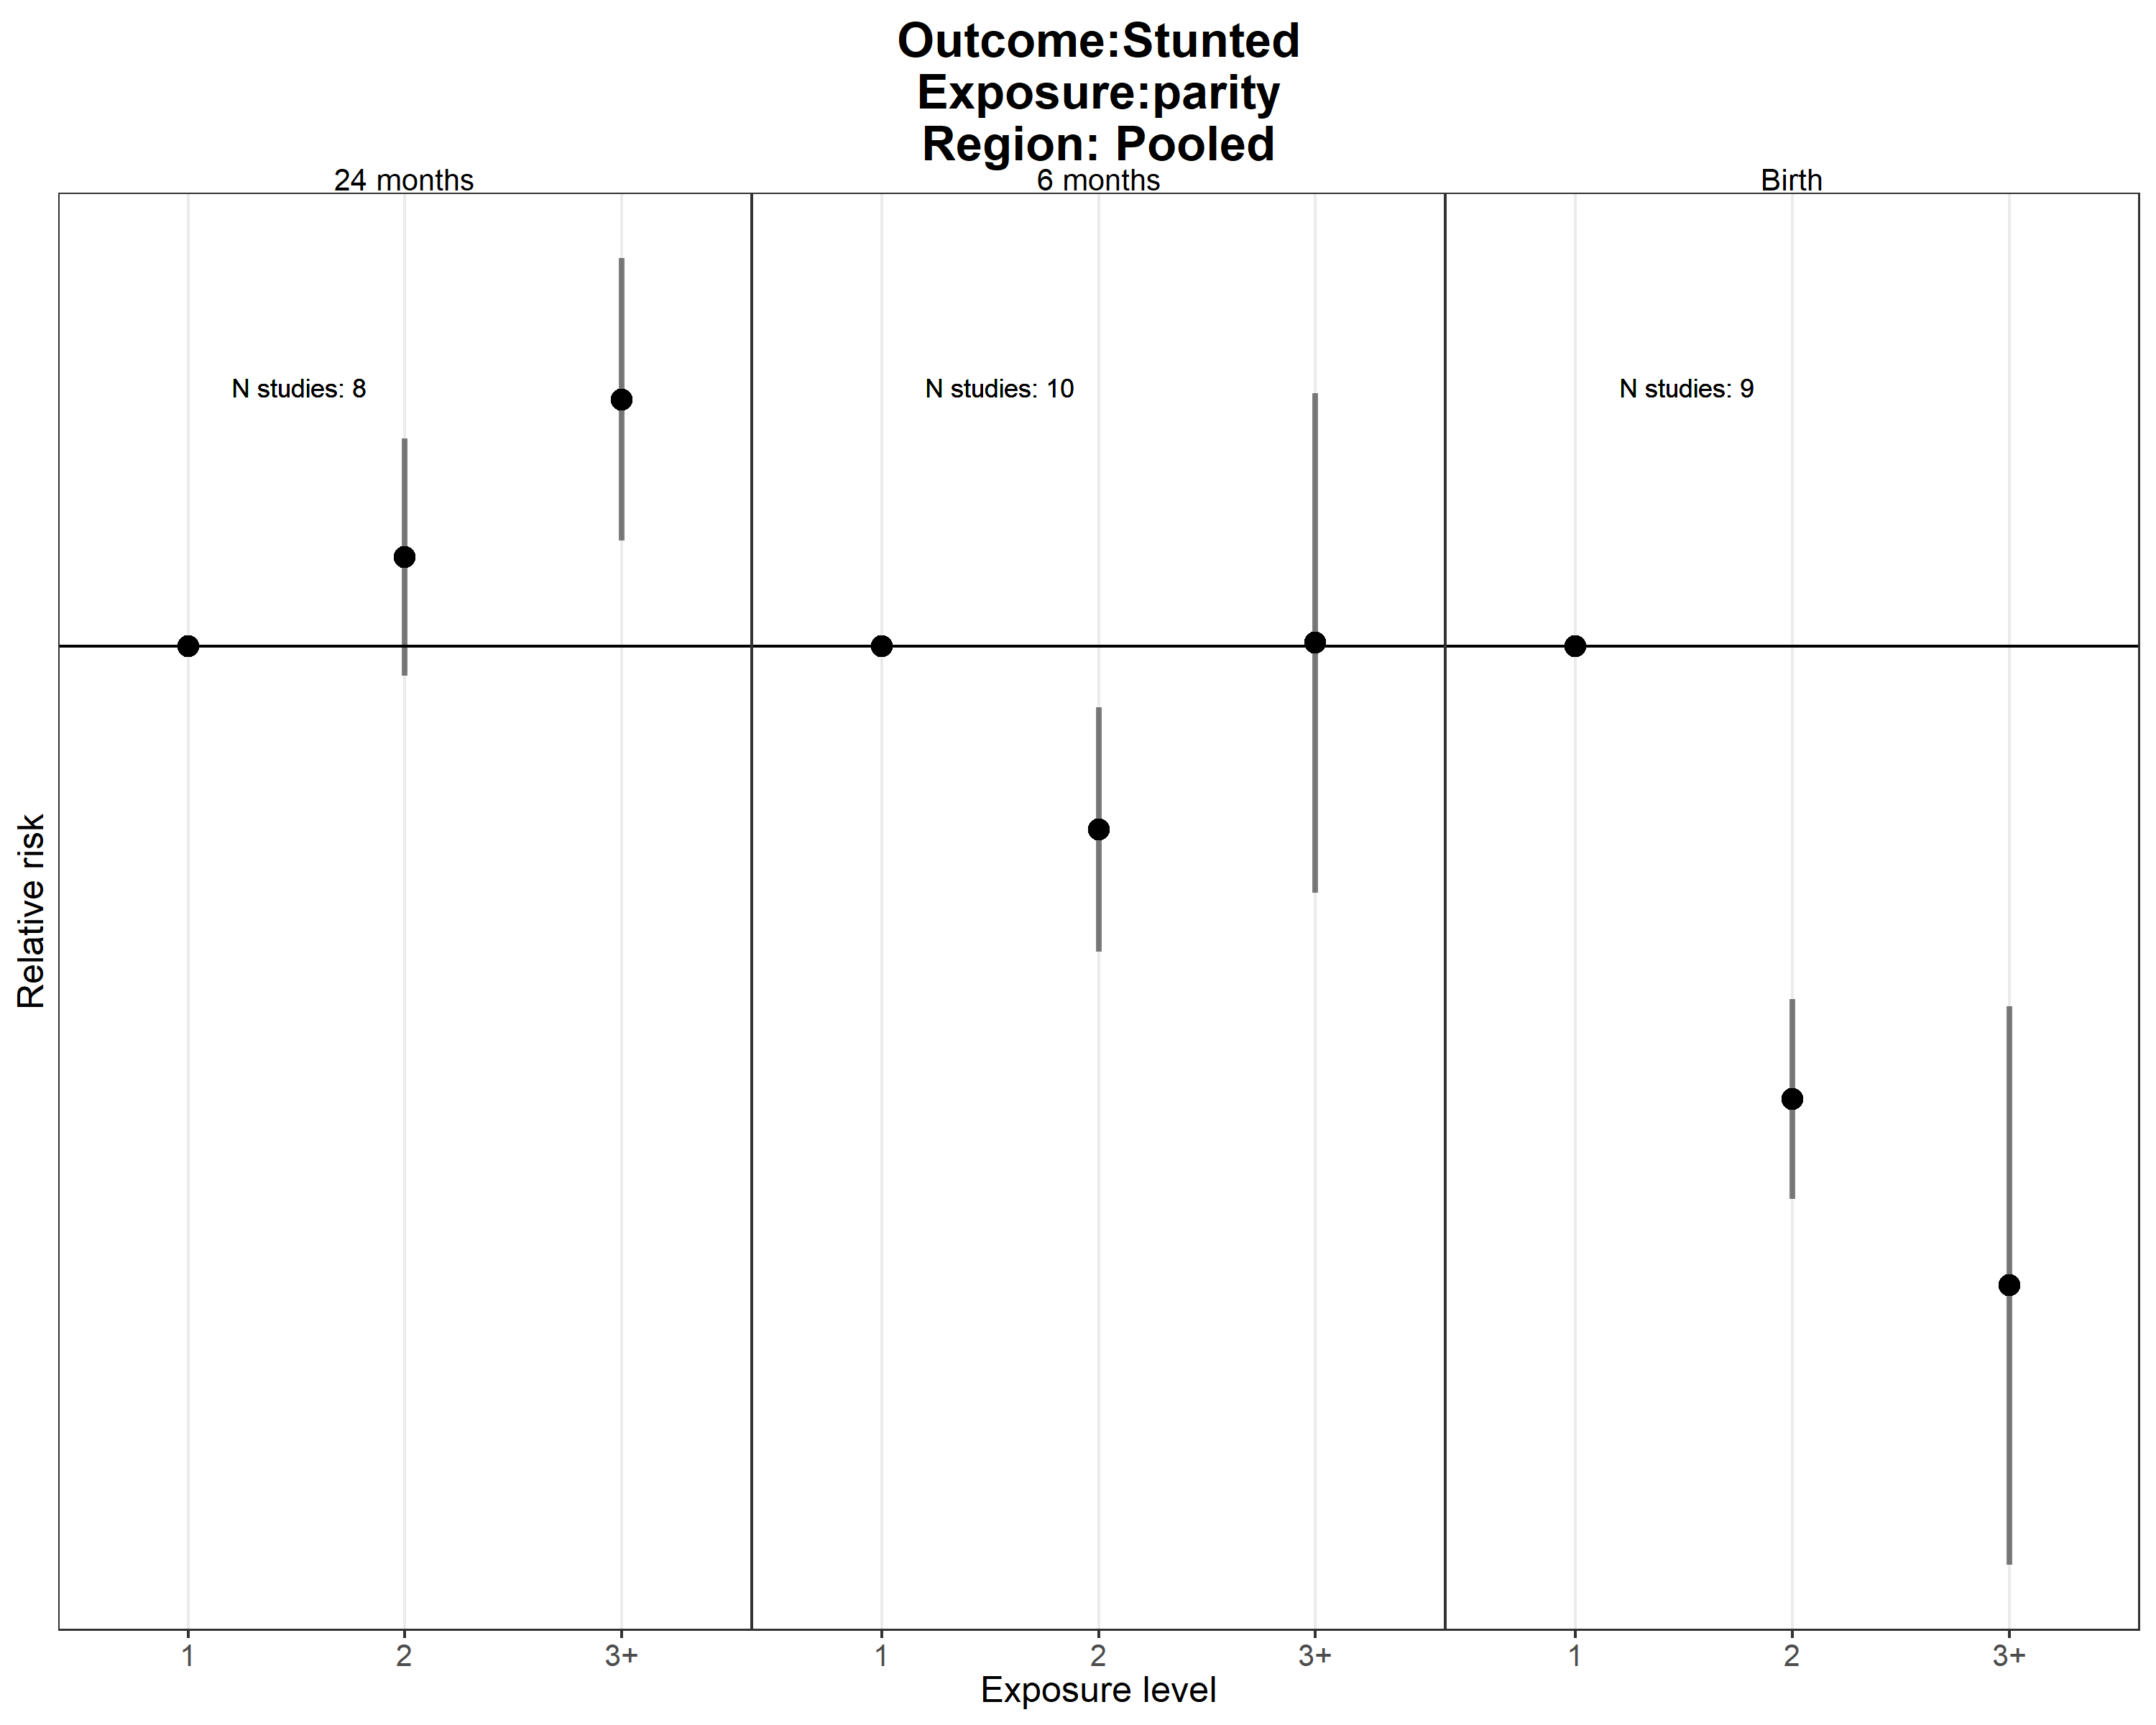 Outcome:Stunted
Exposure:parity
Region: Pooled
24 months
6 months
Birth
N studies: 8
N studies: 10
N studies: 9
Relative risk
1
2
3+
1
2
3+
1
2
3+
Exposure level